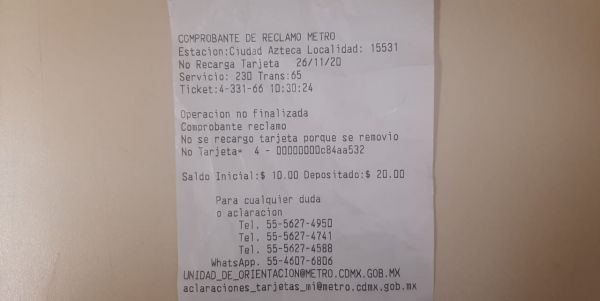 COMPROBANTE DE RECLAMO METRO
Estacion:Ciudad Azteca Localidad: 15531
No Recarga Tarjeta 26/11/20
Servicio: 230 Trans:65
Ticket:4-331-66 10:30:24
Operacion no finalizada
Comprobante reclamo
No se recargo tarjeta porque se removio
No Tarjeta= 4 - 00000000c84aa532
Saldo Inicial:$ 10.00 Depositado:$ 20.00
Para cualquier duda
o aclaracion
Tel. 55-5627-4950
Tel. 55-5627-4741
Tel. 55-5627-4588
WhatsApp. 55-4607-6806
UNIDAD_DE_ORIENTACION@METRO.CDMX.GOB.MX
aclaraciones_tarjetas_mi@metro.cdmx.gob.mx